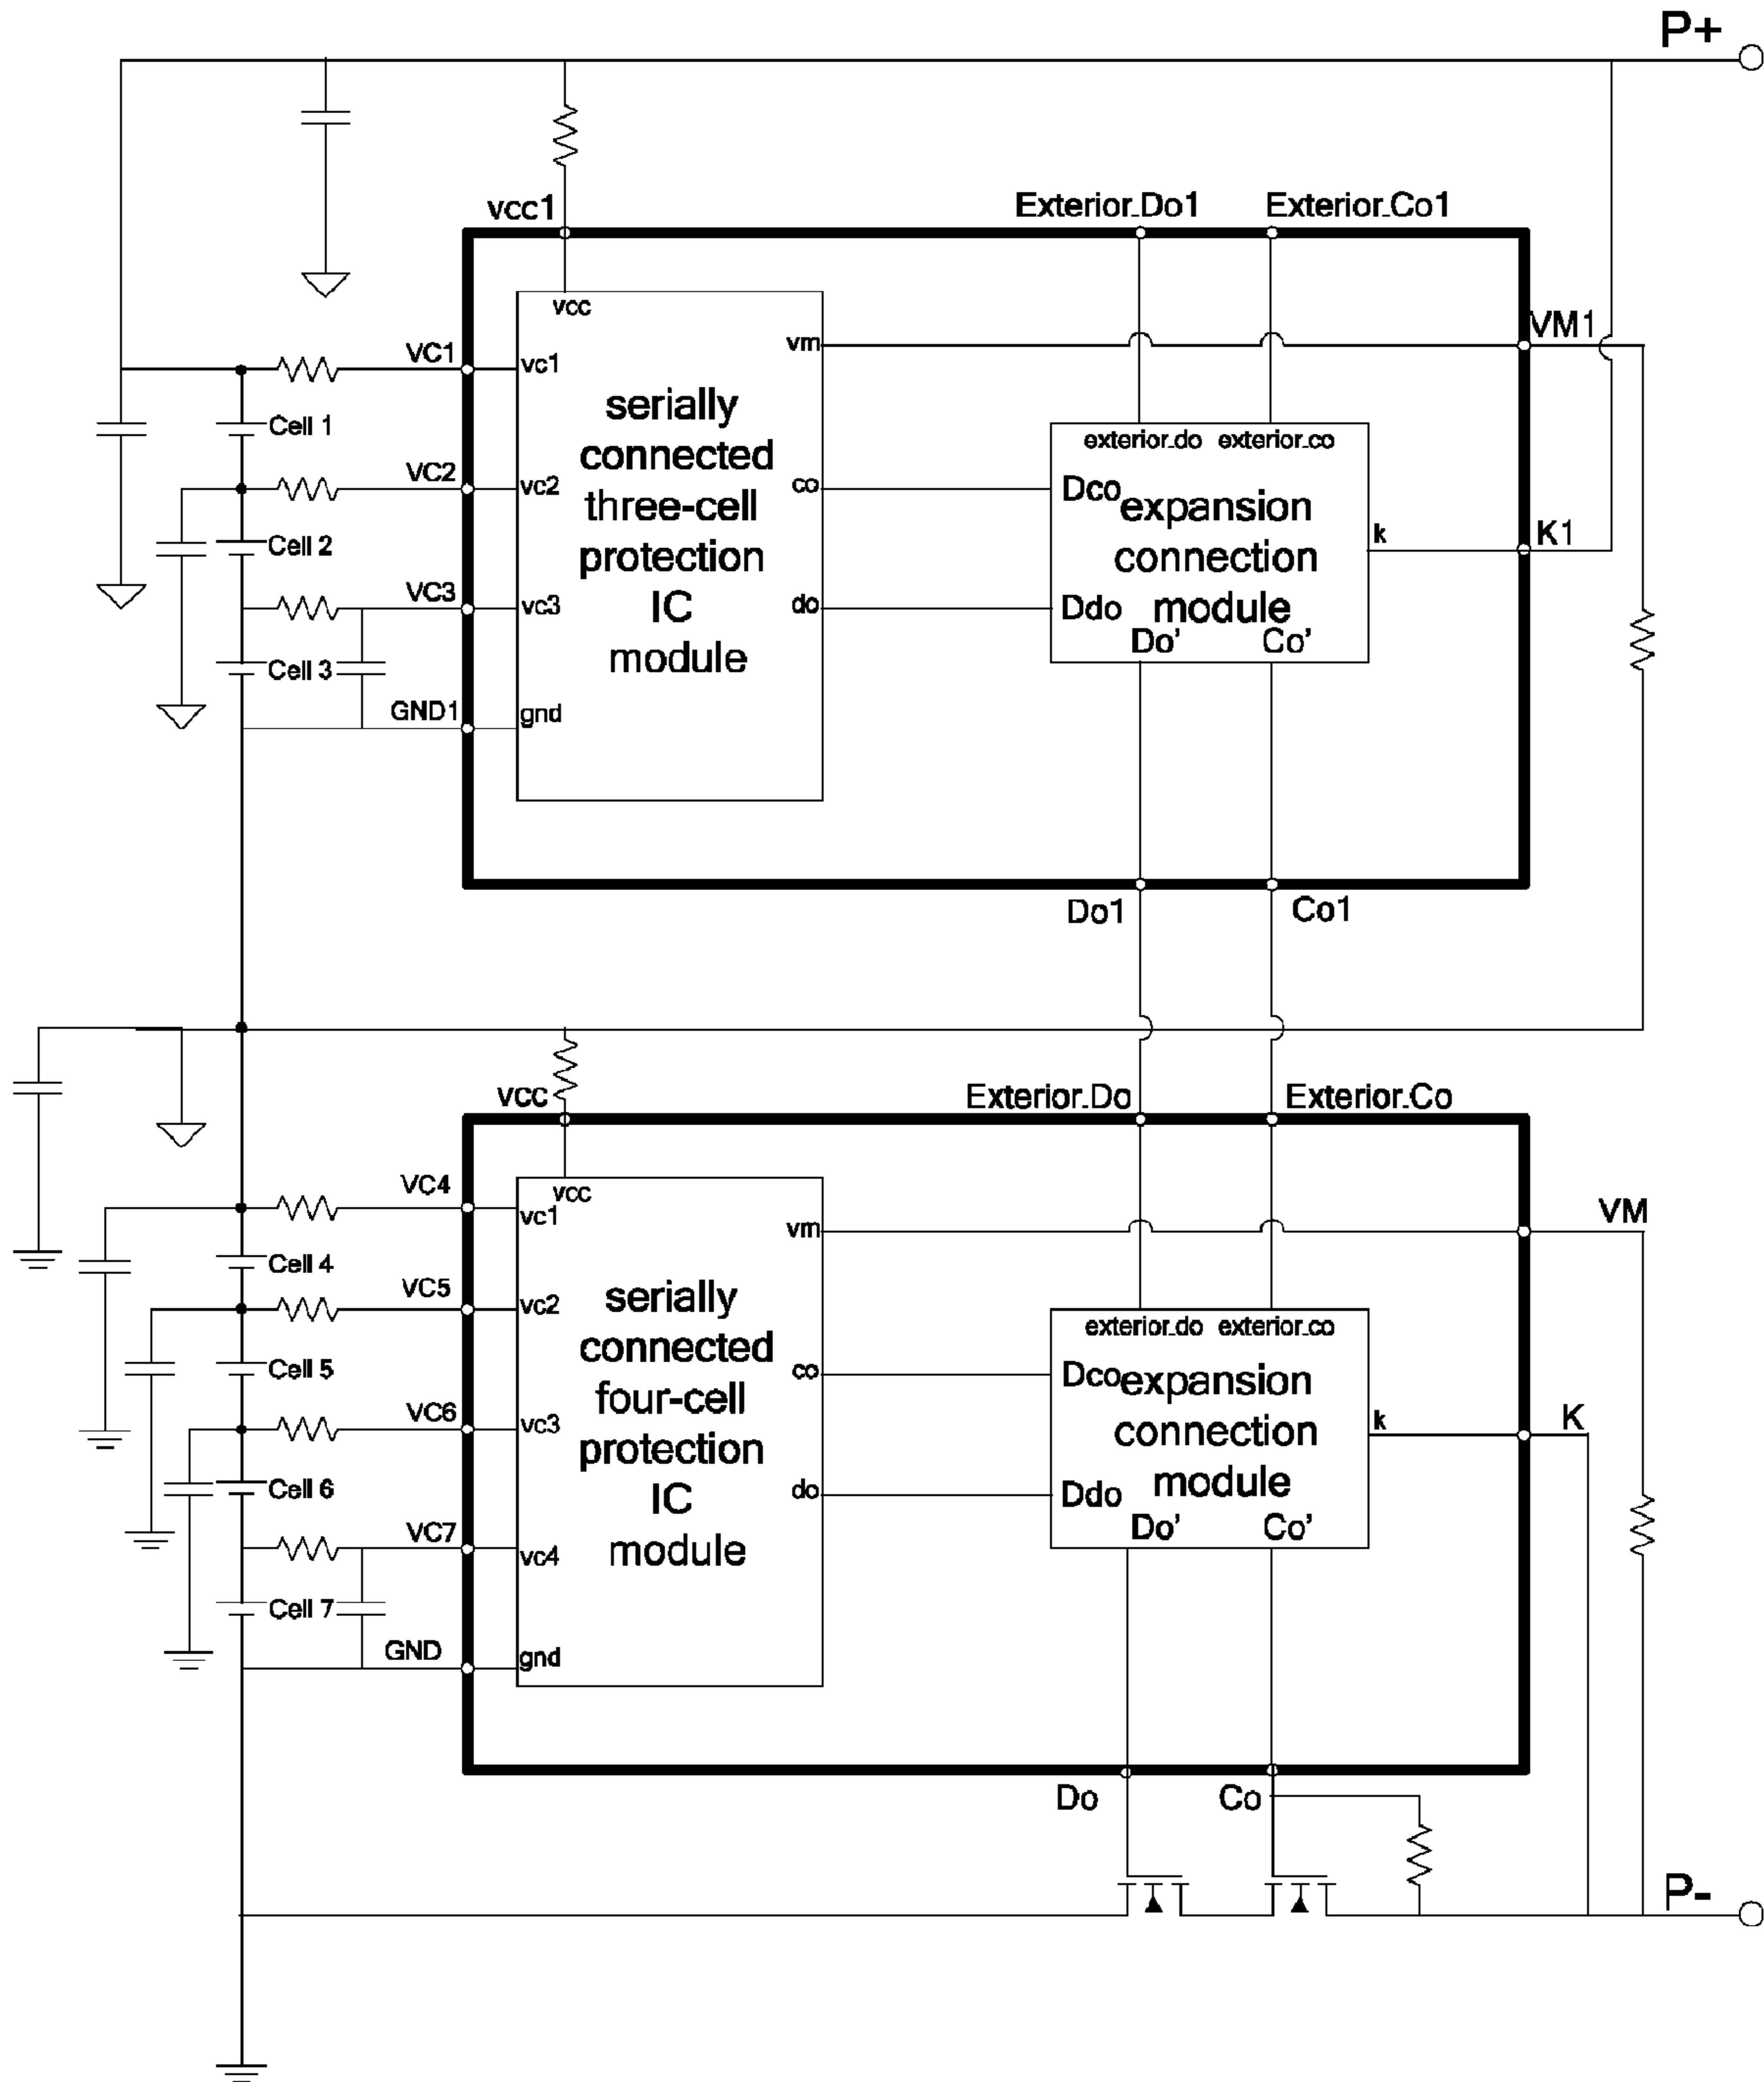 P+
vcc1
Exterior.Do1
Exterior.Co1
vcc
vm
VM1
VC1
vc1
serially
connected
three-cell
protection
IC
module
Cell 1
exterior.do exterior.co
VC2
vc2
co
Dco
expansion
connection
module
k
K1
Cell 2
VC3
vc3
do
Ddo
Do'
Co'
Cell 3
GND1
gnd
Do1
Co1
vcc
Exterior.Do
Exterior.Co
VC4
vcc
vc1
vm
VM
Cell 4
serially
connected
four-cell
protection
IC
module
VC5
vc2
exterior.do exterior.co
Cell 5
co
Dco
expansion
connection
module
k
K
VC6
vc3
Cell 6
do
Ddo
Do'
Co'
VC7
vc4
Cell 7
GND
gnd
Do
Co
P-